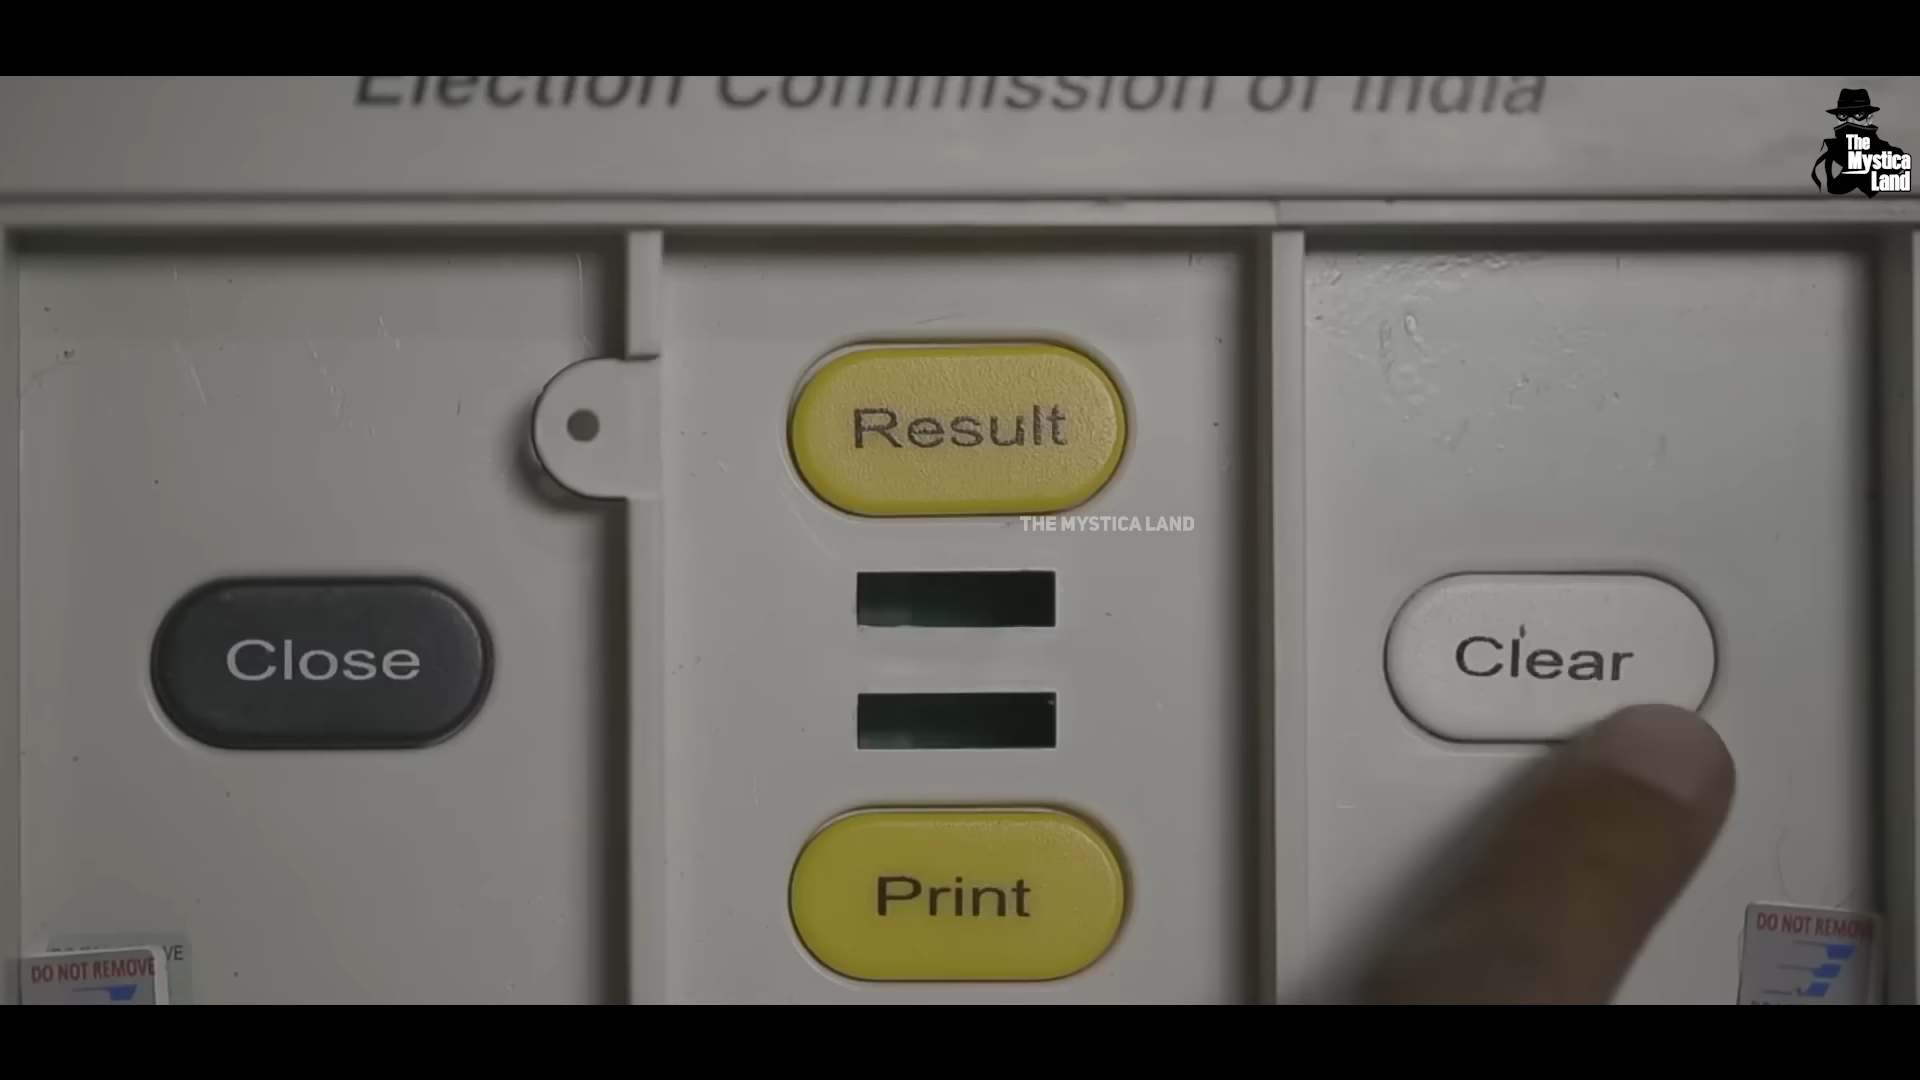 Election Commission of India
The
Mystica
Land
Result
THE MYSTICA LAND
Close
Clear
Print
DO NOT REMOVE
VE
DO NOT REMOVE